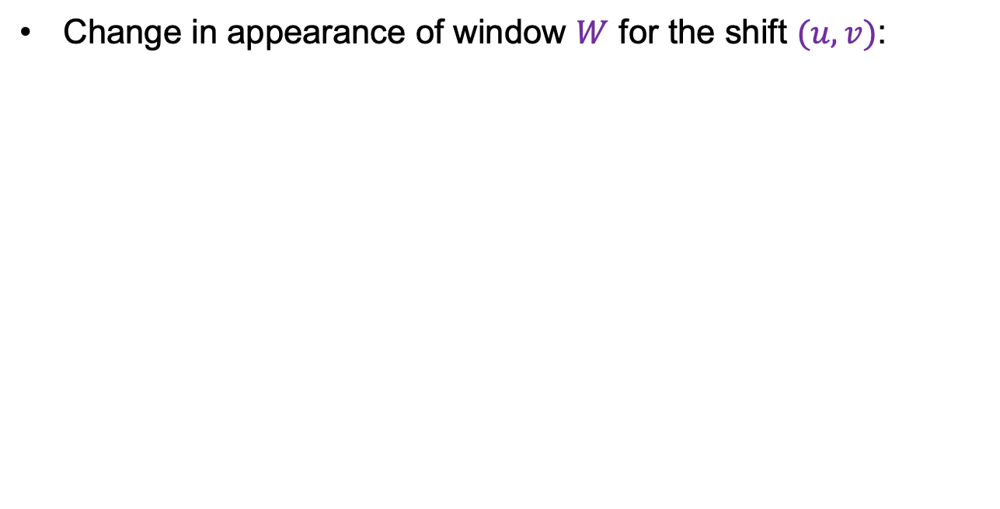 • Change in appearance of window W for the shift (u, v):